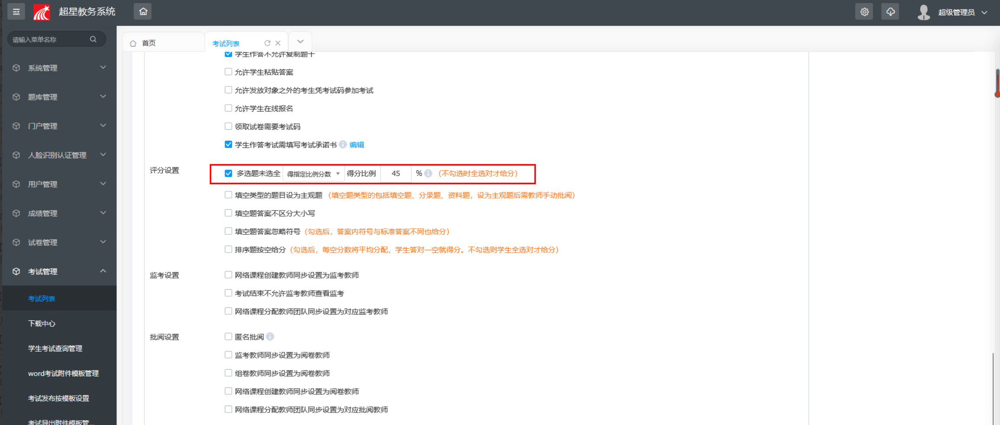 超星教务系统
超级管理员
请输入菜单名称
系统管理
题库管理
门户管理
人脸识别认证管理
用户管理
成绩管理
试卷管理
考试管理
考试列表
下载中心
学生考试查询管理
word考试附件模板管理
考试发布按模板设置
考试导出附件模板管...
首页
考试列表
学生作答不允许复制题干
允许学生粘贴答案
允许发放对象之外的考生凭考试码参加考试
允许学生在线报名
领取试卷需要考试码
学生作答考试需填写考试承诺书 编辑
评分设置
多选题未选全 得指定比例分数 得分比例 45 % (不勾选时全选对才给分)
填空类型的题目设为主观题 (填空题类型的包括填空题、分录题、资料题，设为主观题后需教师手动批阅)
填空题答案不区分大小写
填空题答案忽略符号 (勾选后，答案内符号与标准答案不同也给分)
排序题按空给分 (勾选后，每空分数将平均分配，学生答对一空就得分。不勾选则学生全选对才给分)
监考设置
网络课程创建教师同步设置为监考教师
考试结束不允许监考教师查看监考
网络课程分配教师团队同步设置为对应监考教师
批阅设置
匿名批阅
监考教师同步设置为阅卷教师
组卷教师同步设置为阅卷教师
网络课程创建教师同步设置为阅卷教师
网络课程分配教师团队同步设置为对应批阅教师